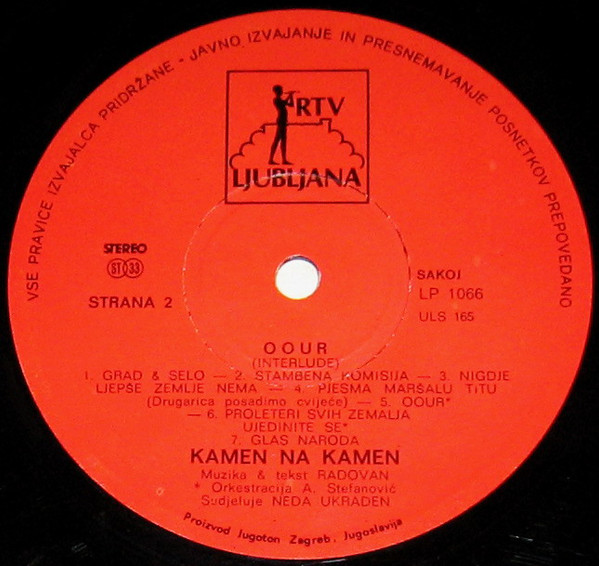 VSE PRAVICE IZVAJALCA PRIDRŽANE - JAVNO IZVAJANJE IN PRESNEMAVANJE POSNETKOV PREPOVEDANO
RTV
LJUBLJANA
STEREO
ST 33
STRANA 2
SAKOJ
LP 1066
ULS 165
OOUR
(INTERLUDE)
1. GRAD & SELO — 2. STAMBENA KOMISIJA — 3. NIGDJE
LJEPŠE ZEMLJE NEMA — 4. PJESMA MARŠALU TITU
(Drugarica posadimo cvijeće) — 5. OOUR*
— 6. PROLETERI SVIH ZEMALJA
UJEDINITE SE*
7. GLAS NARODA
KAMEN NA KAMEN
Muzika & tekst RADOVAN
* Orkestracija A. Stefanović
Sudjeluje NEDA UKRADEN
Proizvod Jugoton Zagreb, Jugoslavija